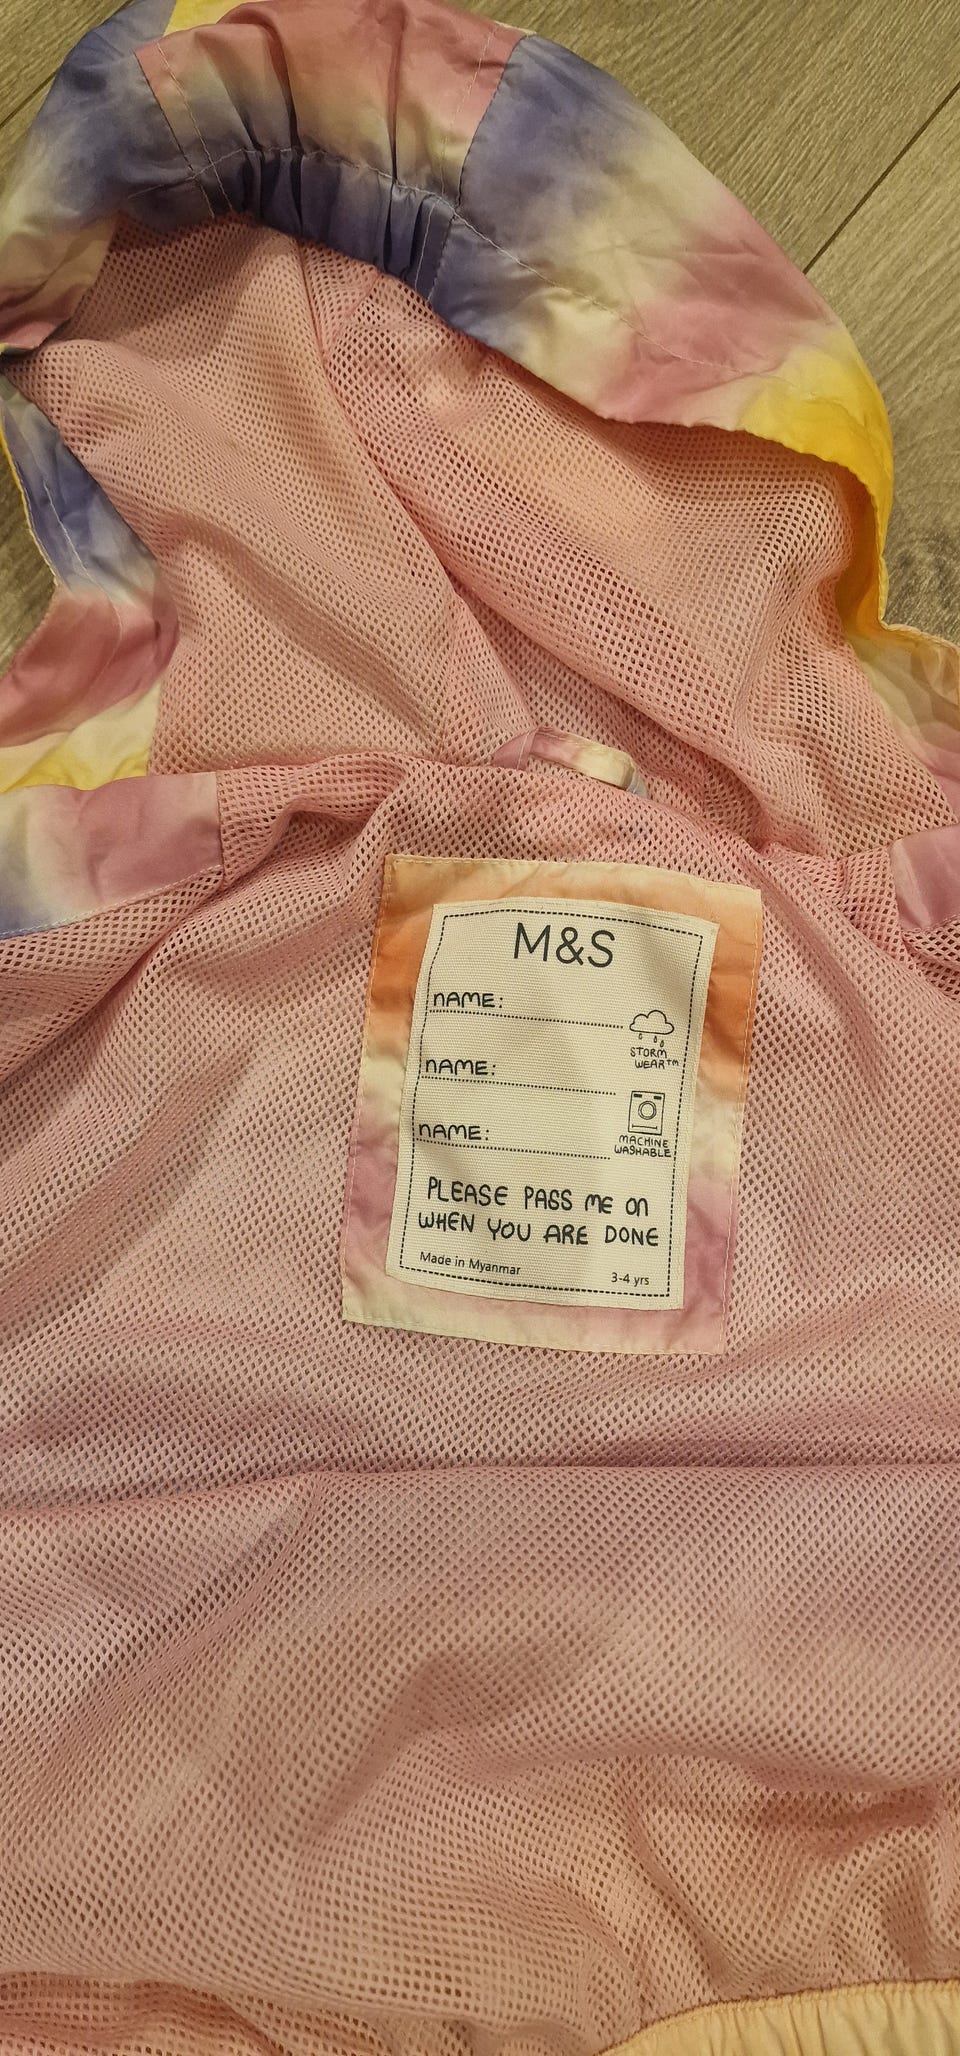 M&S
NAME:
STORM
WEAR™
NAME:
MACHINE
WASHABLE
NAME:
PLEASE PASS ME ON
WHEN YOU ARE DONE
Made in Myanmar
3-4 yrs